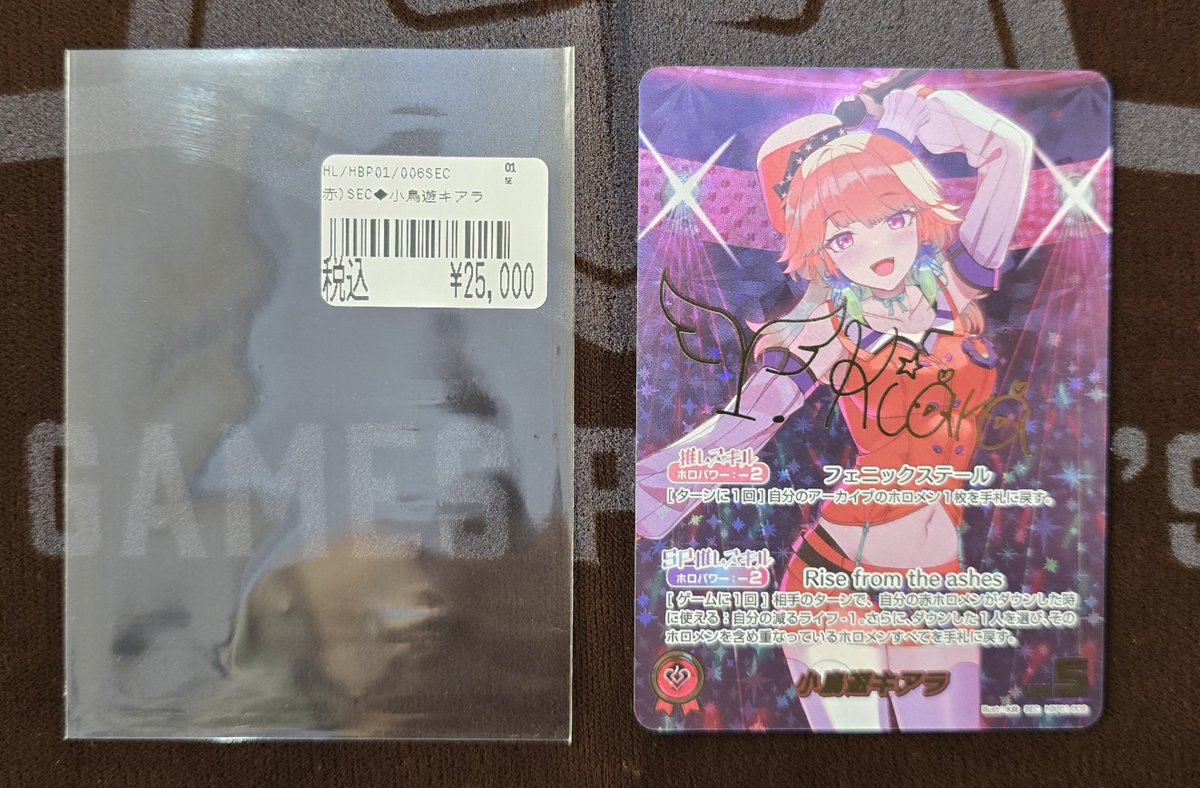 HL/HBP01/006SEC
01
赤)SEC◆小鳥遊キアラ
税込 ¥25,000
GAMES P 'S
T. Kiara
推しスキル
ホロパワー：-2
フェニックステール
[ターンに1回]自分のアーカイブのホロメン1枚を手札に戻す。
SP推しスキル
ホロパワー：-2
Rise from the ashes
[ゲームに1回]相手のターンで、自分の赤ホロメンがダウンした時
に使える：自分の減るライフ-1。さらに、ダウンした1人を選び、その
ホロメンを含め重なっているホロメンすべてを手札に戻す。
小鳥遊キアラ
5
SEC hBP01-006